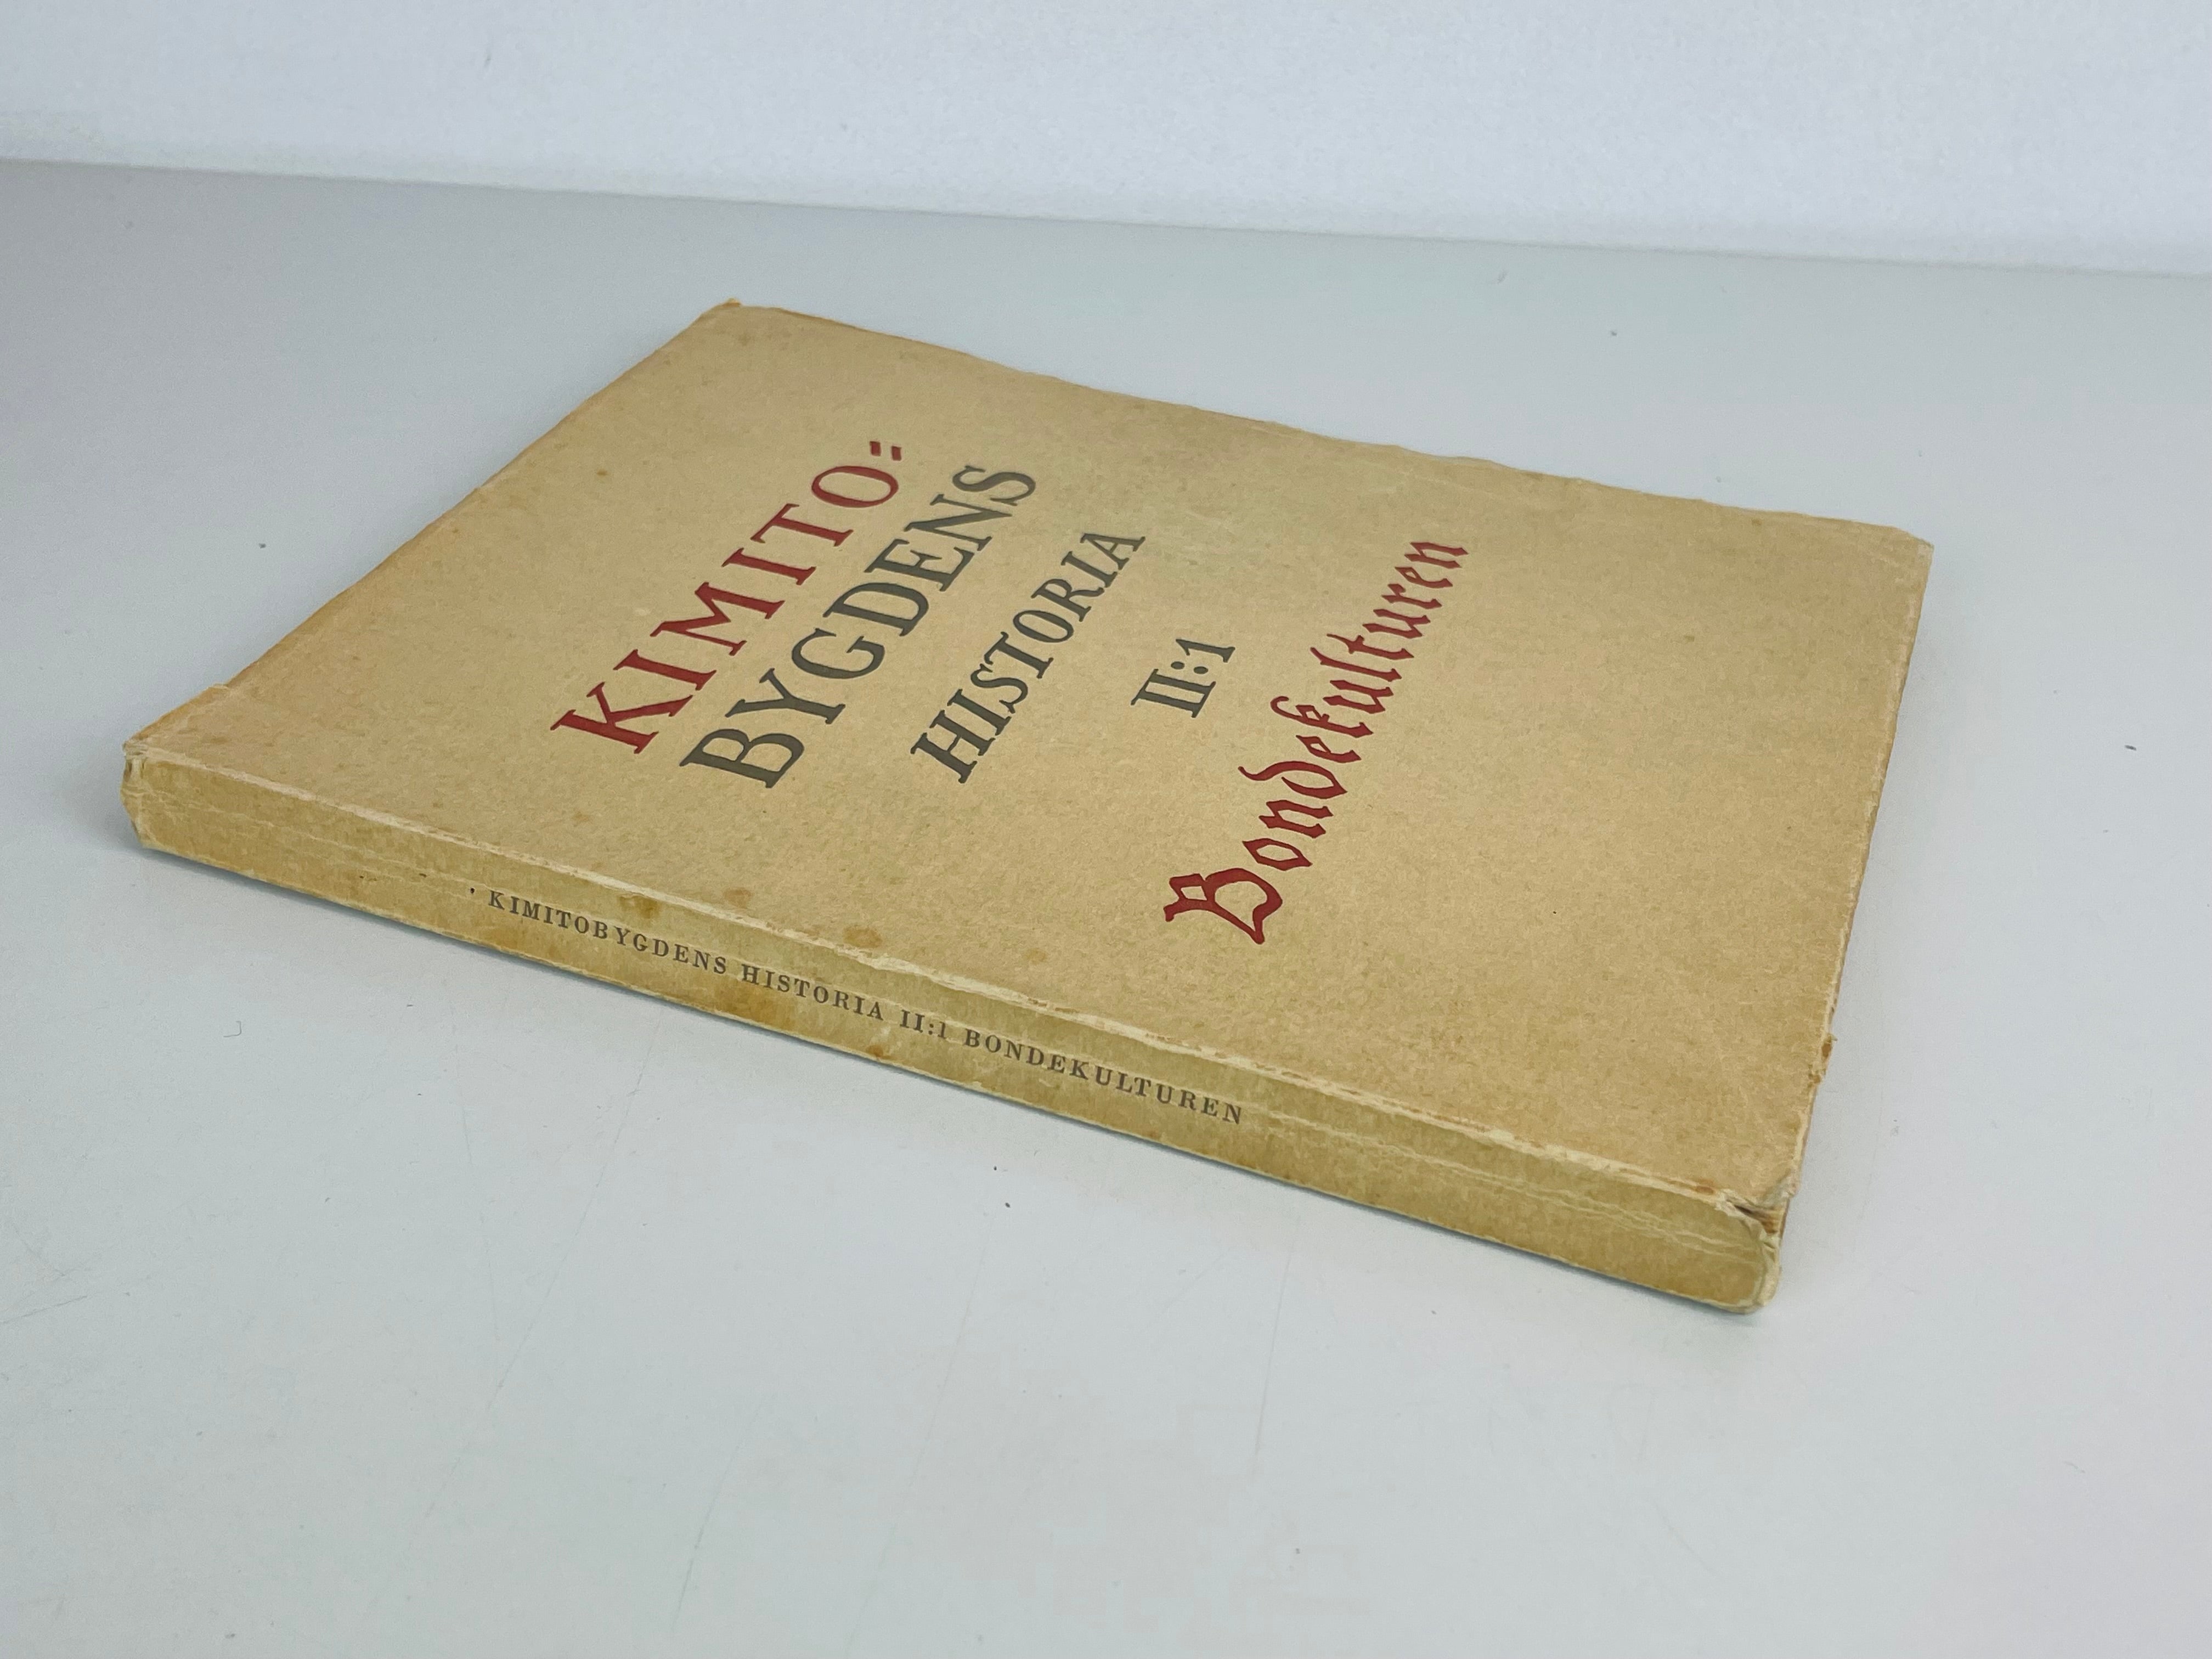 KIMITO=
BYGDENS
HISTORIA
II:1
Bondekulturen
KIMITOBYGDENS HISTORIA II:1 BONDEKULTUREN